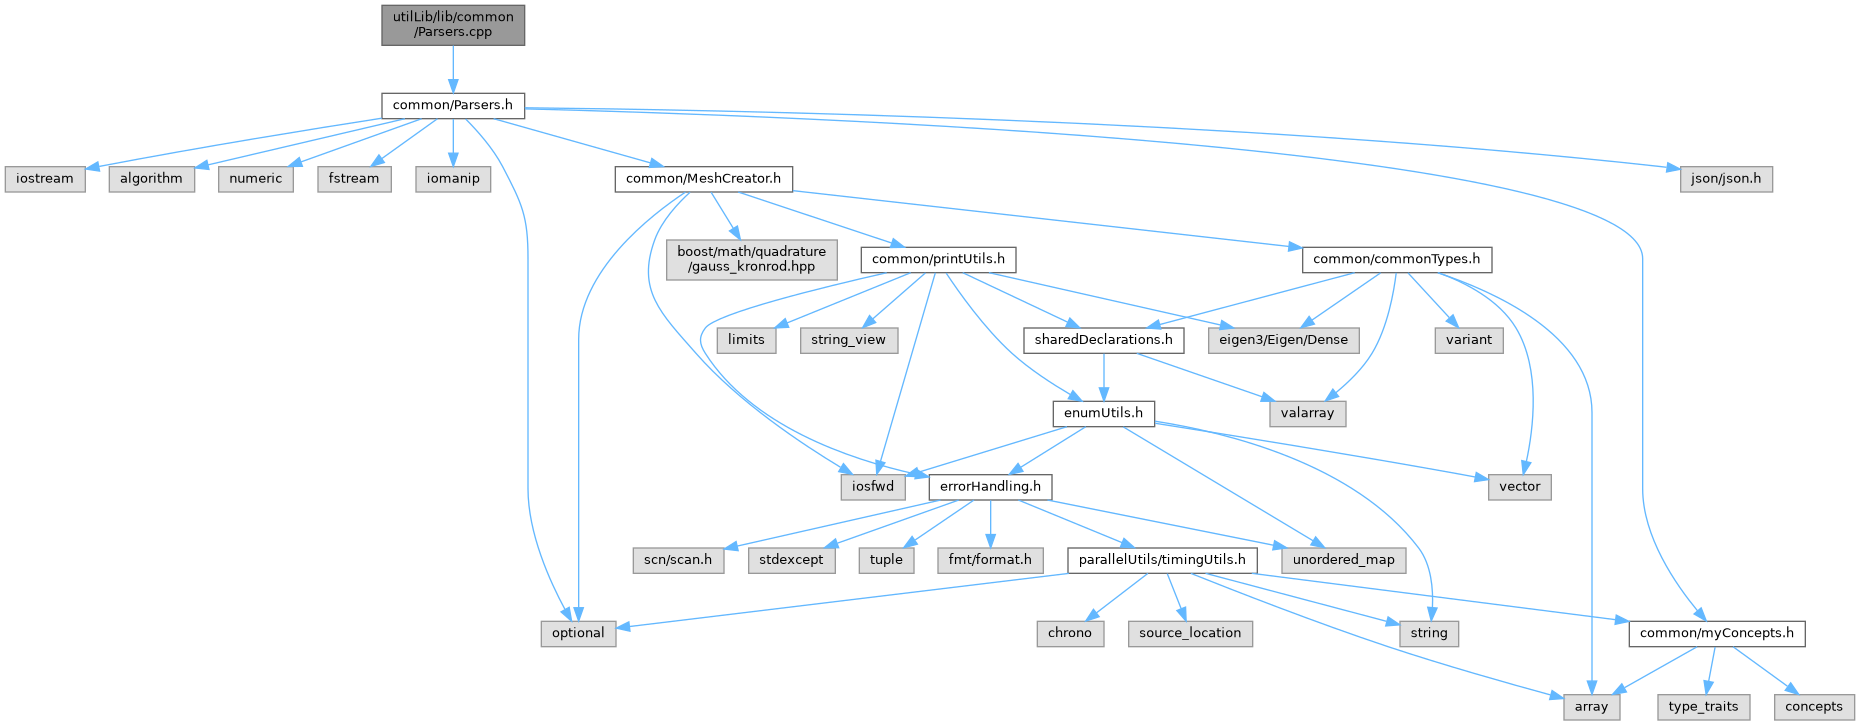 utilLib/lib/common
/Parsers.cpp
common/Parsers.h
iostream
algorithm
numeric
fstream
iomanip
common/MeshCreator.h
json/json.h
boost/math/quadrature
/gauss_kronrod.hpp
common/printUtils.h
common/commonTypes.h
limits
string_view
sharedDeclarations.h
eigen3/Eigen/Dense
variant
enumUtils.h
valarray
iosfwd
errorHandling.h
vector
scn/scan.h
stdexcept
tuple
fmt/format.h
parallelUtils/timingUtils.h
unordered_map
optional
chrono
source_location
string
common/myConcepts.h
array
type_traits
concepts